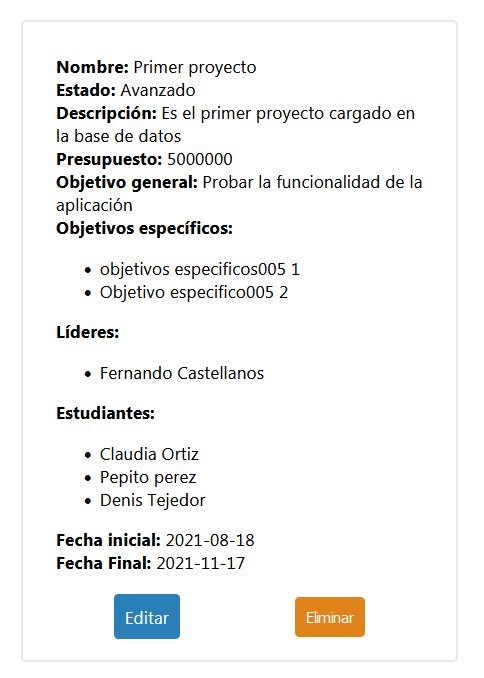 Nombre: Primer proyecto
Estado: Avanzado
Descripción: Es el primer proyecto cargado en
la base de datos
Presupuesto: 5000000
Objetivo general: Probar la funcionalidad de la
aplicación
Objetivos específicos:
• objetivos especificos005 1
• Objetivo especifico005 2
Líderes:
• Fernando Castellanos
Estudiantes:
• Claudia Ortiz
• Pepito perez
• Denis Tejedor
Fecha inicial: 2021-08-18
Fecha Final: 2021-11-17
Editar
Eliminar